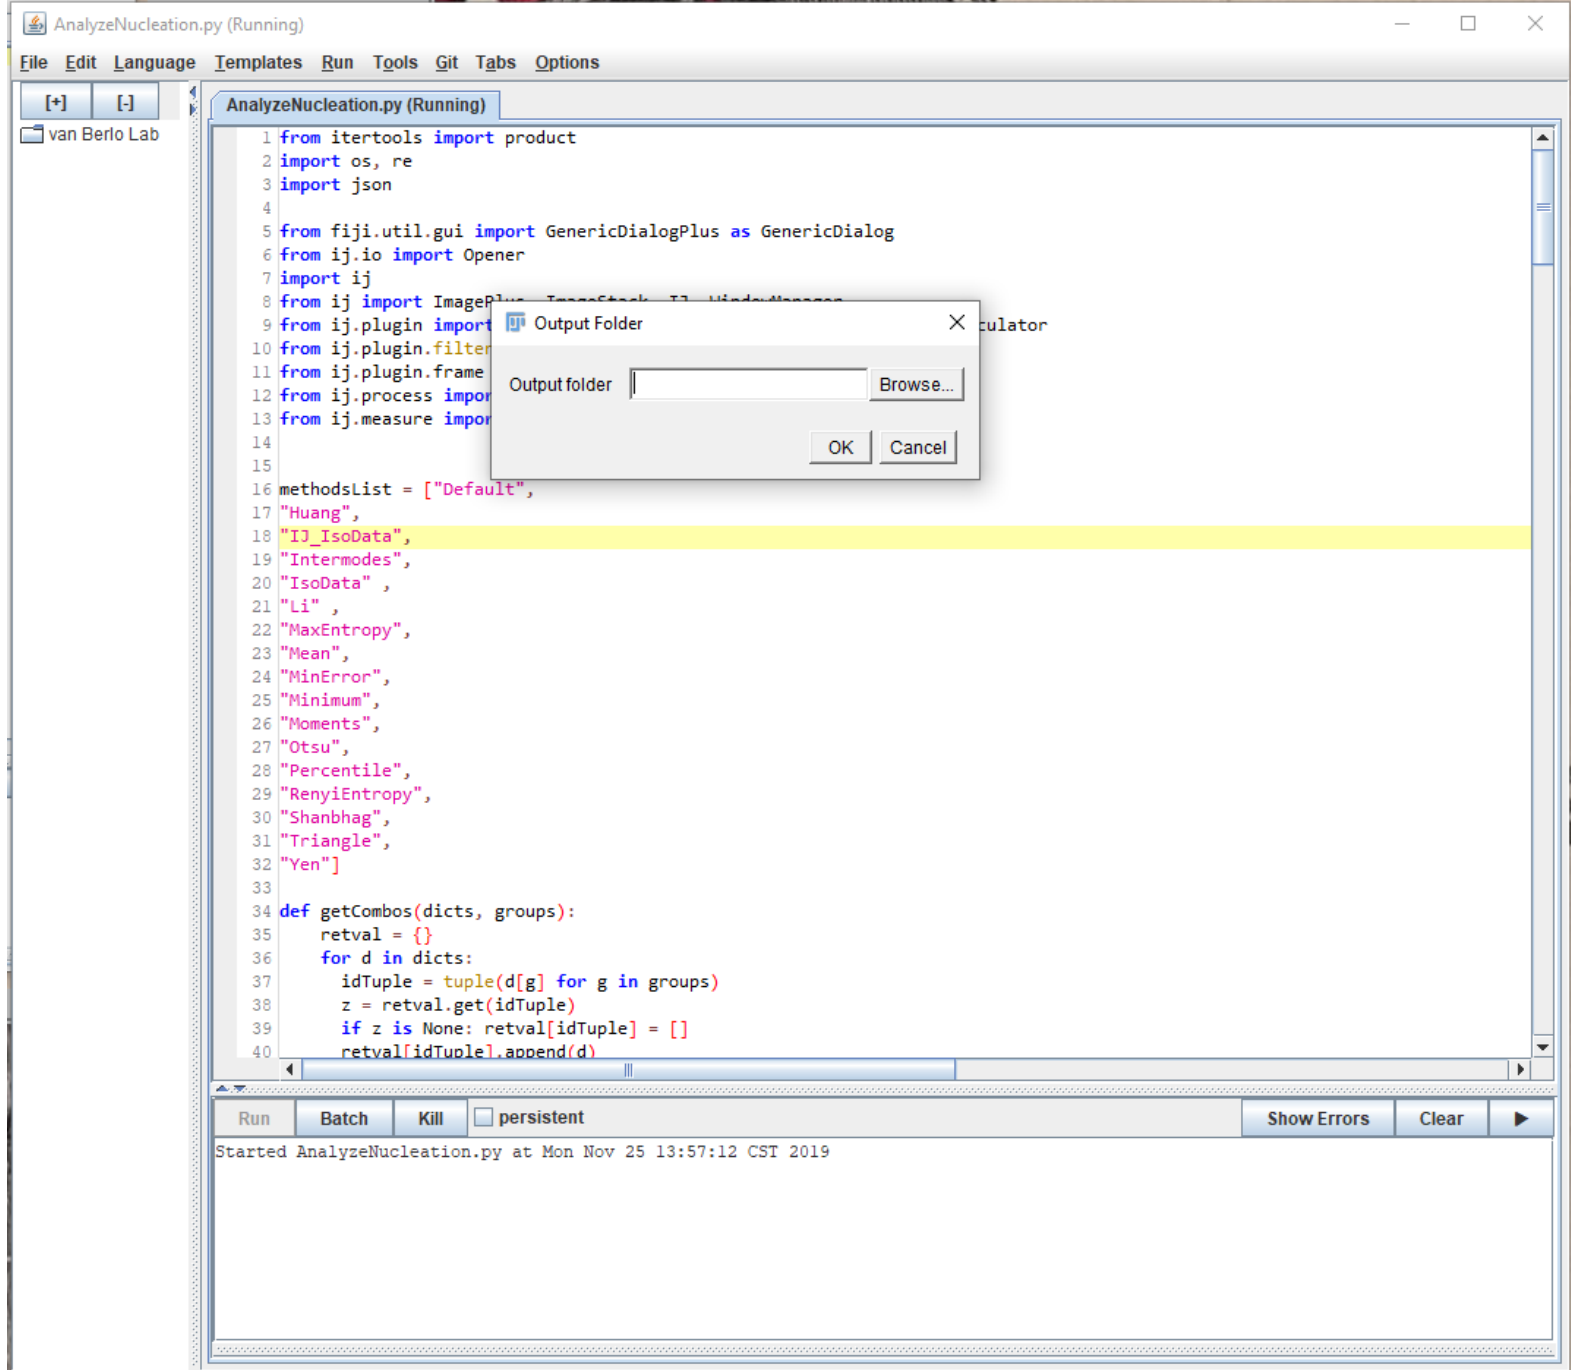 AnalyzeNucleation.py (Running)
File Edit Language Templates Run Tools Git Tabs Options
[+] [-]
van Berlo Lab
AnalyzeNucleation.py (Running)
1 from itertools import product
2 import os, re
3 import json
4
5 from fiji.util.gui import GenericDialogPlus as GenericDialog
6 from ij.io import Opener
7 import ij
8 from ij import ImagePlus, ImageStack, IJ, WindowManager
9 from ij.plugin import culator
10 from ij.plugin.filter
11 from ij.plugin.frame
12 from ij.process impor
13 from ij.measure impor
14
15
16 methodsList = ["Default",
17 "Huang",
18 "IJ_IsoData",
19 "Intermodes",
20 "IsoData" ,
21 "Li" ,
22 "MaxEntropy",
23 "Mean",
24 "MinError",
25 "Minimum",
26 "Moments",
27 "Otsu",
28 "Percentile",
29 "RenyiEntropy",
30 "Shanbhag",
31 "Triangle",
32 "Yen"]
33
34 def getCombos(dicts, groups):
35 retval = {}
36 for d in dicts:
37 idTuple = tuple(d[g] for g in groups)
38 z = retval.get(idTuple)
39 if z is None: retval[idTuple] = []
40 retval[idTuple].append(d)
Output Folder
Output folder Browse...
OK Cancel
Run Batch Kill persistent Show Errors Clear
Started AnalyzeNucleation.py at Mon Nov 25 13:57:12 CST 2019